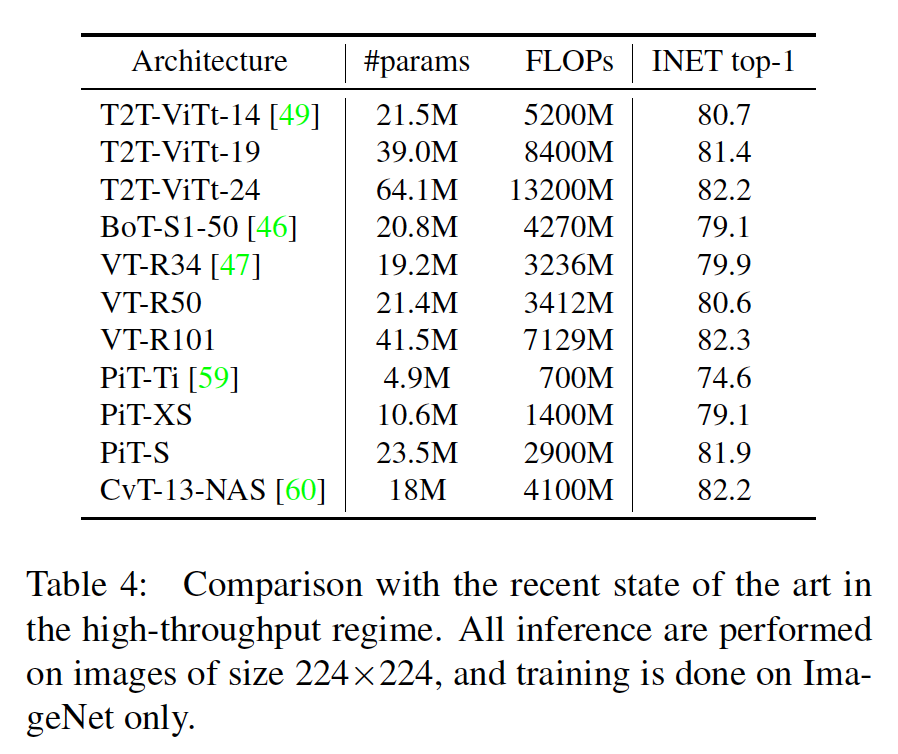 Architecture #params FLOPs INET top-1
T2T-ViTt-14 [49] 21.5M 5200M 80.7
T2T-ViTt-19 39.0M 8400M 81.4
T2T-ViTt-24 64.1M 13200M 82.2
BoT-S1-50 [46] 20.8M 4270M 79.1
VT-R34 [47] 19.2M 3236M 79.9
VT-R50 21.4M 3412M 80.6
VT-R101 41.5M 7129M 82.3
PiT-Ti [59] 4.9M 700M 74.6
PiT-XS 10.6M 1400M 79.1
PiT-S 23.5M 2900M 81.9
CvT-13-NAS [60] 18M 4100M 82.2
Table 4: Comparison with the recent state of the art in
the high-throughput regime. All inference are performed
on images of size 224×224, and training is done on Ima-
geNet only.